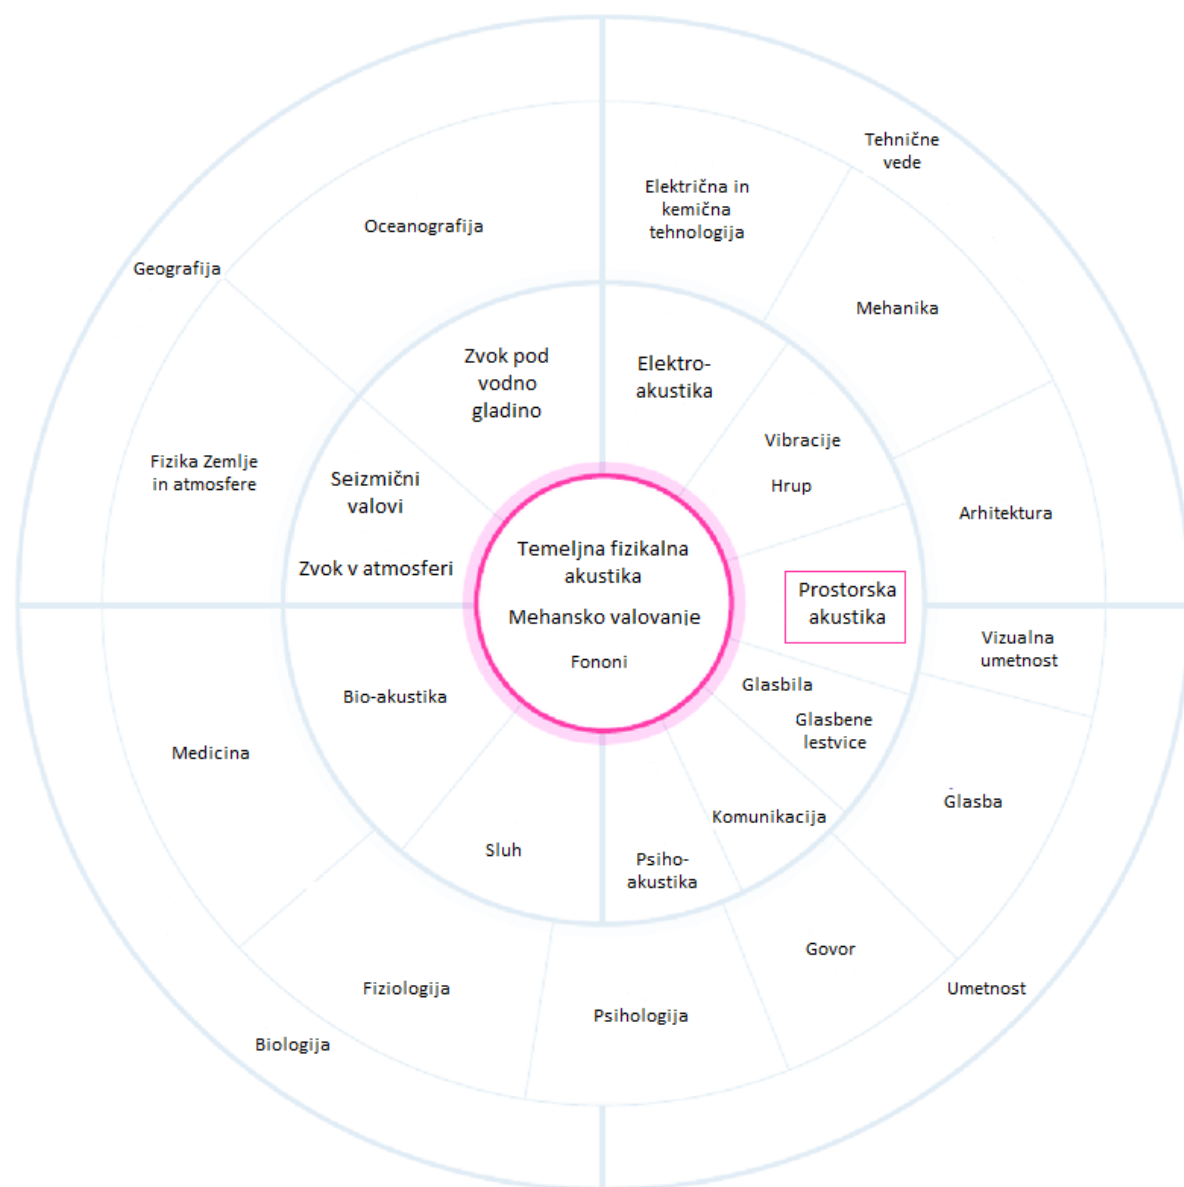 Tehnične
vede
Električna in
kemična
tehnologija
Oceanografija
Geografija
Mehanika
Zvok pod
vodno
gladino
Elektro-
akustika
Vibracije
Fizika Zemlje
in atmosfere
Seizmični
valovi
Hrup
Arhitektura
Zvok v atmosferi
Temeljna fizikalna
akustika
Mehansko valovanje
Fononi
Prostorska
akustika
Vizualna
umetnost
Bio-akustika
Glasbila
Glasbene
lestvice
Medicina
Glasba
Komunikacija
Sluh
Psiho-
akustika
Govor
Fiziologija
Umetnost
Psihologija
Biologija